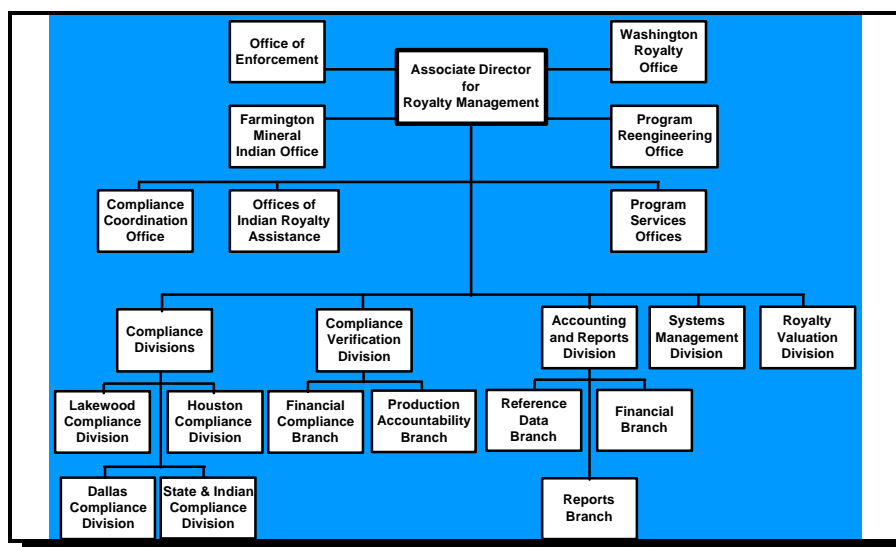 Office of
Enforcement
Associate Director
for
Royalty Management
Washington
Royalty
Office
Farmington
Mineral
Indian Office
Program
Reengineering
Office
Compliance
Coordination
Office
Offices of
Indian Royalty
Assistance
Program
Services
Offices
Compliance
Divisions
Compliance
Verification
Division
Accounting
and Reports
Division
Systems
Management
Division
Royalty
Valuation
Division
Lakewood
Compliance
Division
Houston
Compliance
Division
Financial
Compliance
Branch
Production
Accountability
Branch
Reference
Data
Branch
Financial
Branch
Dallas
Compliance
Division
State & Indian
Compliance
Division
Reports
Branch